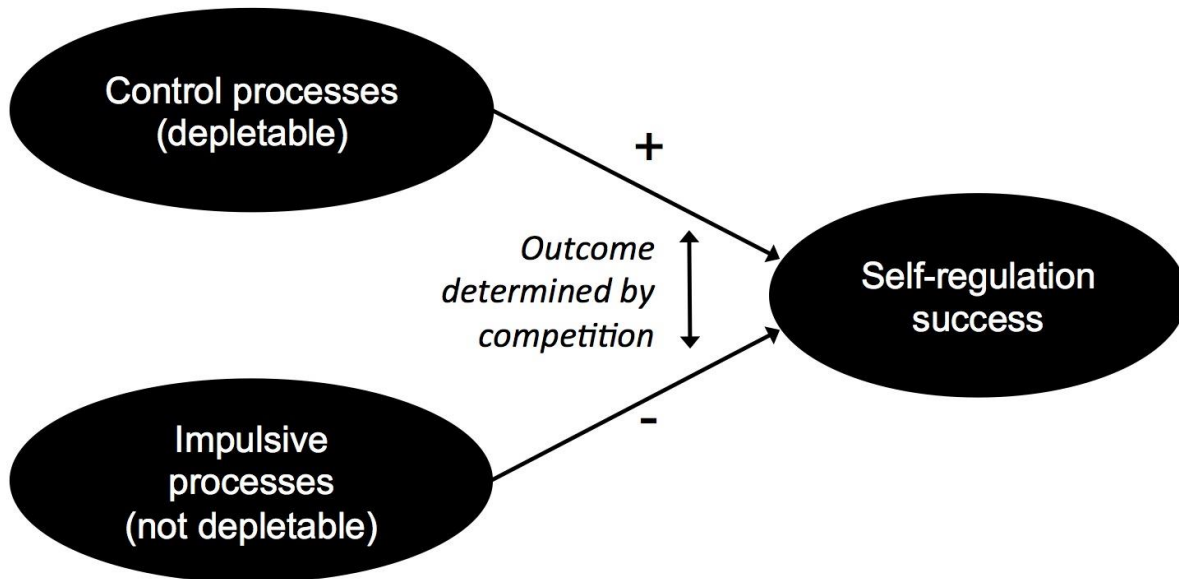 Control processes
(depletable)
+
Outcome
determined by
competition
Self-regulation
success
-
Impulsive
processes
(not depletable)